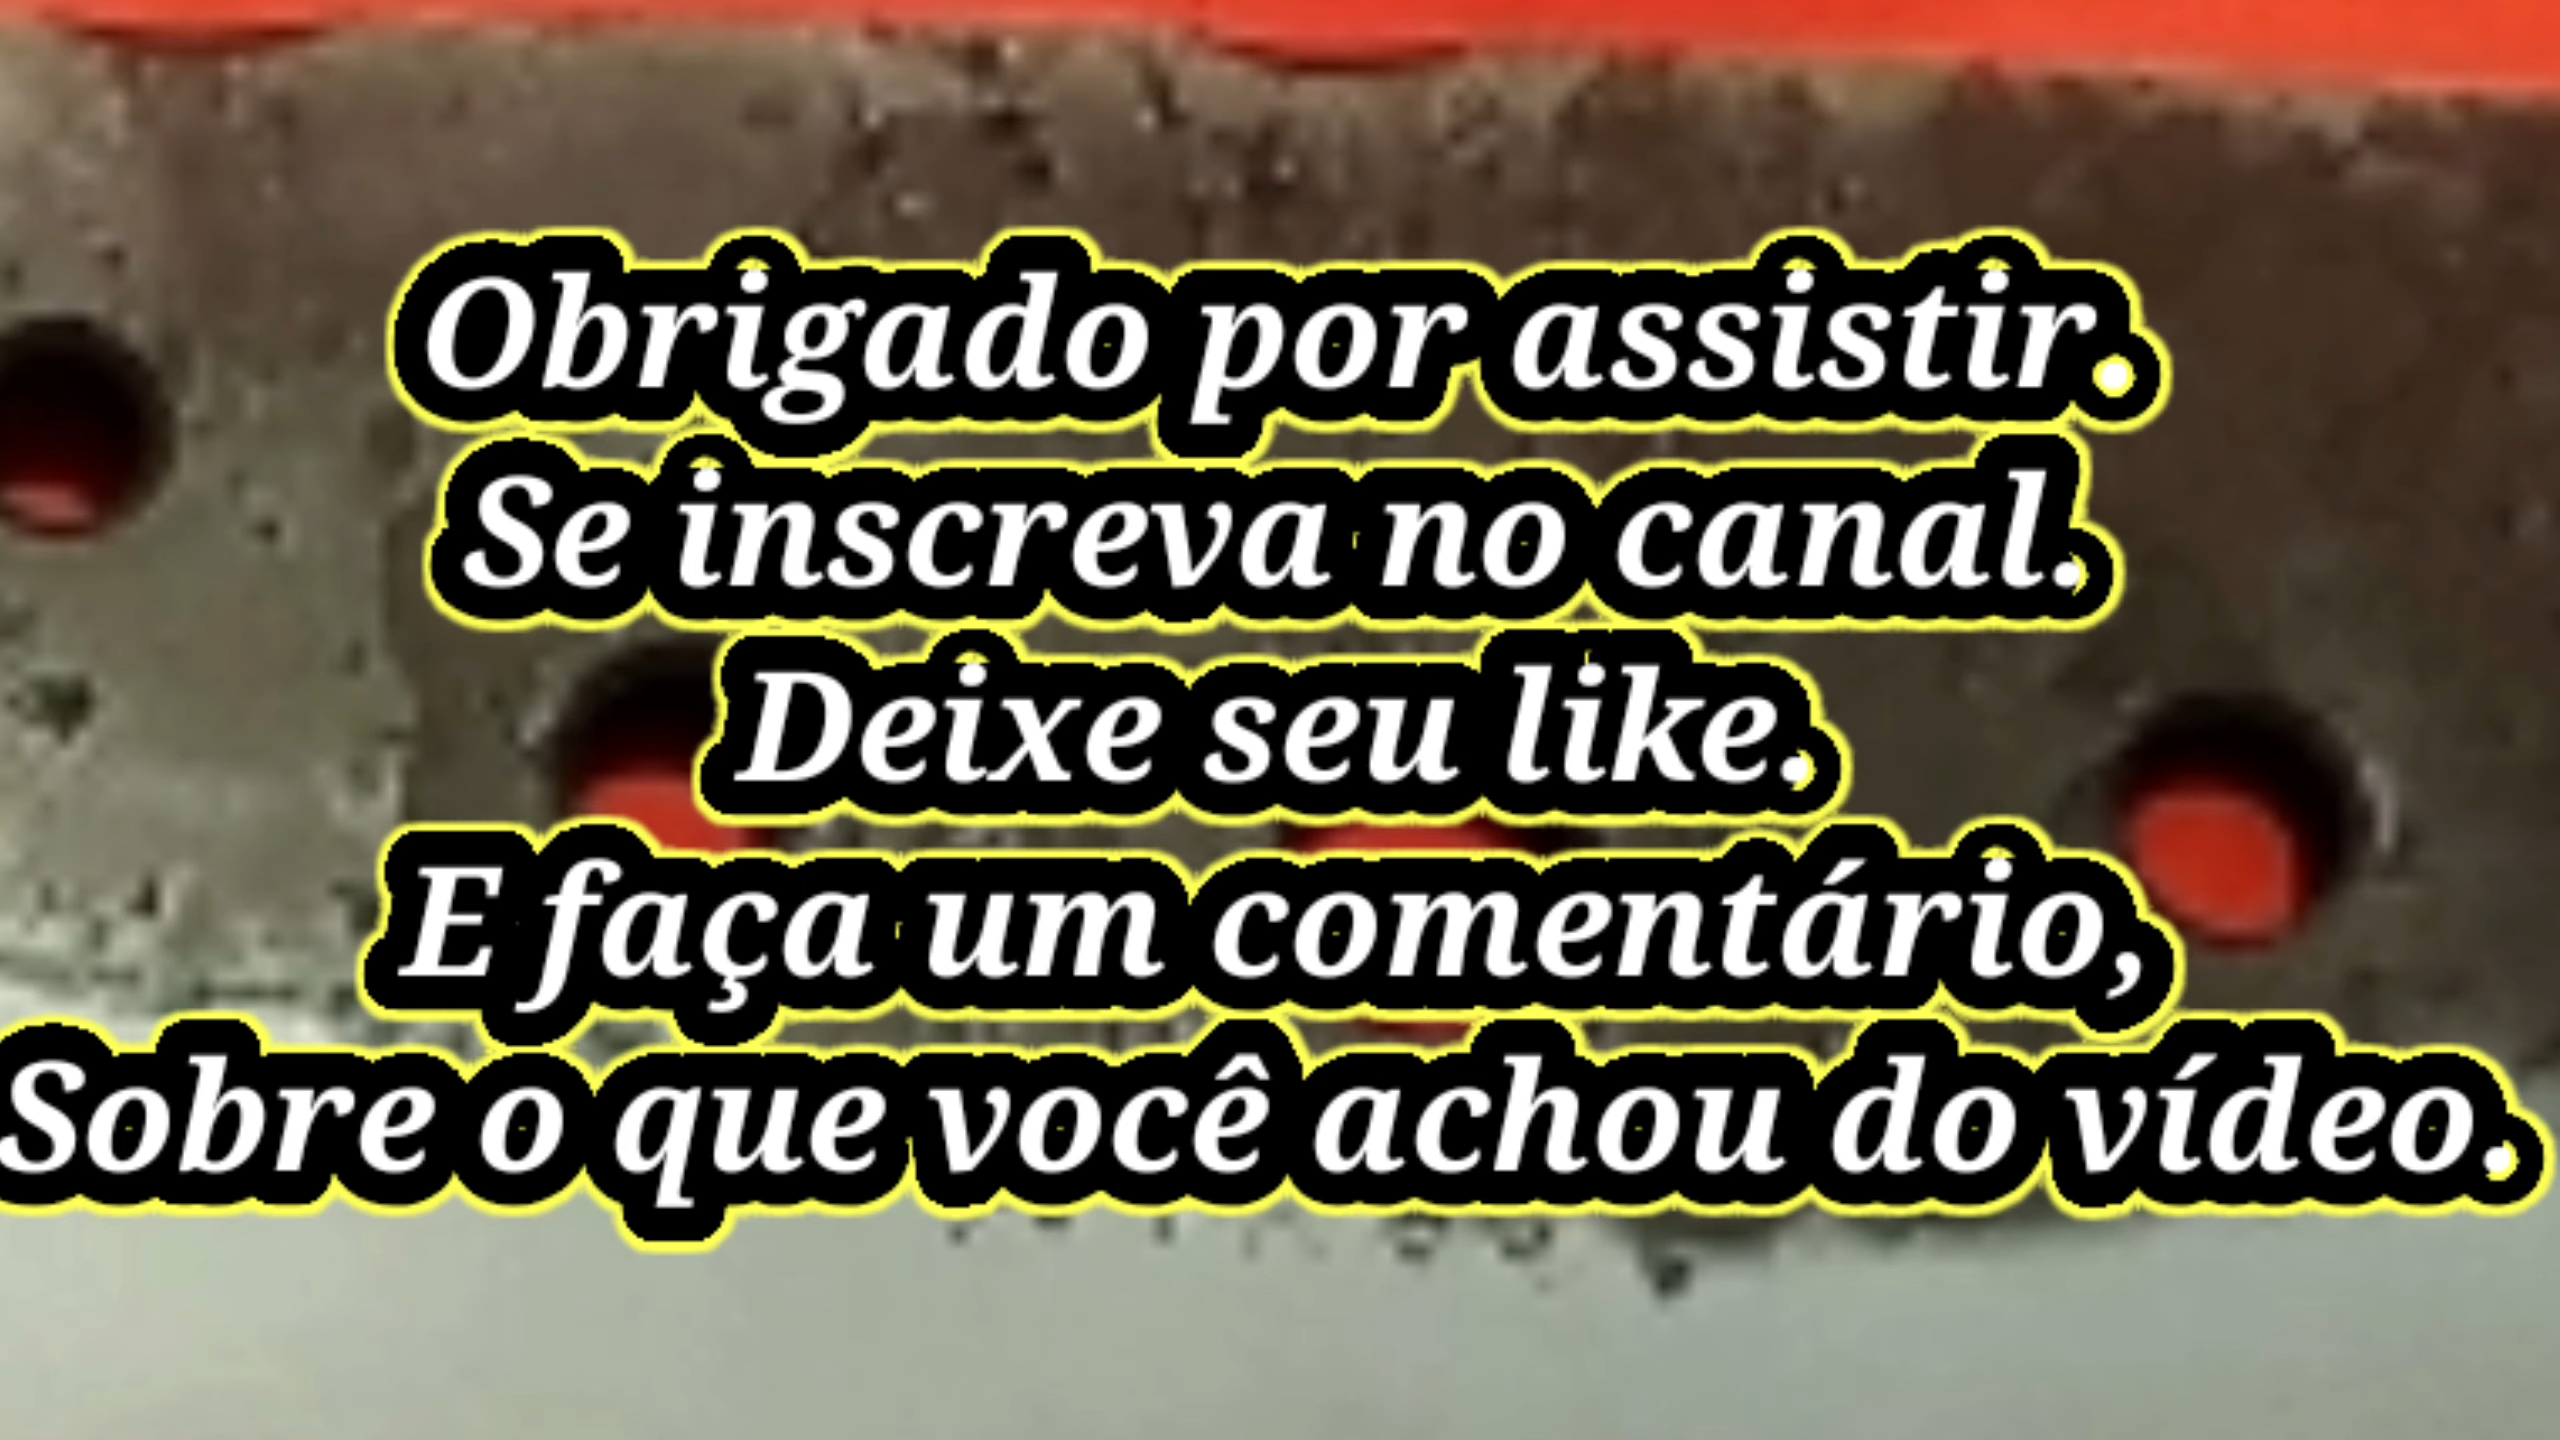 Obrigado por assistir.
Se inscreva no canal.
Deixe seu like.
E faça um comentário,
Sobre o que você achou do vídeo.